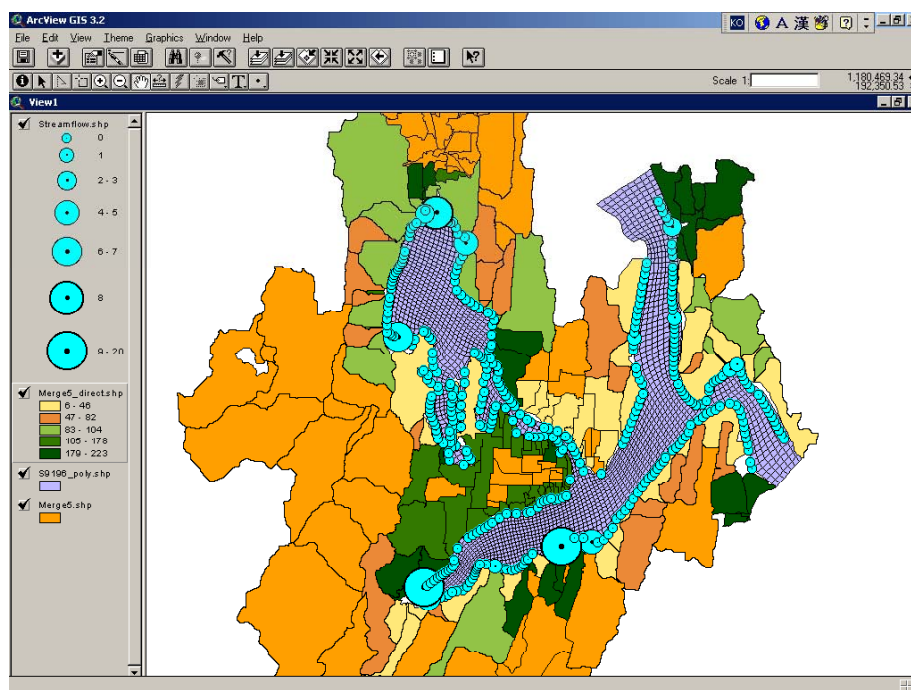 ArcView GIS 3.2
KO A 漢 ?
File Edit View Theme Graphics Window Help
Scale 1:
1,180,469.34
192,350.53
View1
Streamflow.shp
0
1
2 - 3
4 - 5
6 - 7
8
9 - 20
Merge5_direct.shp
6 - 46
47 - 82
83 - 104
105 - 178
179 - 223
S9196_poly.shp
Merge5.shp